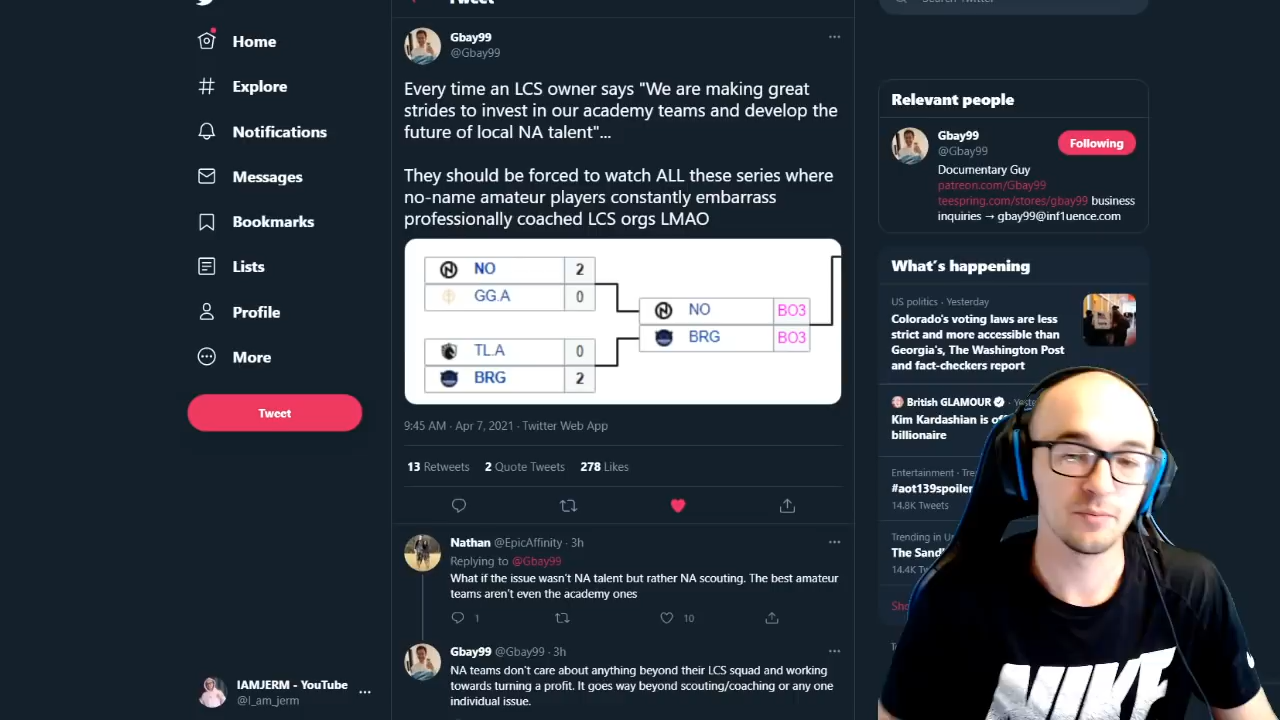 Tweet
Search Twitter
Home
Explore
Notifications
Messages
Bookmarks
Lists
Profile
More
Tweet
IAMJERM - YouTube
@I_am_jerm
Gbay99
@Gbay99
Every time an LCS owner says "We are making great
strides to invest in our academy teams and develop the
future of local NA talent"...
They should be forced to watch ALL these series where
no-name amateur players constantly embarrass
professionally coached LCS orgs LMAO
NO 2
GG.A 0
TL.A 0
BRG 2
NO BO3
BRG BO3
9:45 AM · Apr 7, 2021 · Twitter Web App
13 Retweets 2 Quote Tweets 278 Likes
Nathan @EpicAffinity · 3h
Replying to @Gbay99
What if the issue wasn't NA talent but rather NA scouting. The best amateur
teams aren't even the academy ones
1 10
Gbay99 @Gbay99 · 3h
NA teams don't care about anything beyond their LCS squad and working
towards turning a profit. It goes way beyond scouting/coaching or any one
individual issue.
Relevant people
Gbay99
@Gbay99
Following
Documentary Guy
patreon.com/Gbay99
teespring.com/stores/gbay99 business
inquiries → gbay99@inf1uence.com
What's happening
US politics · Yesterday
Colorado's voting laws are less
strict and more accessible than
Georgia's, The Washington Post
and fact-checkers report
British GLAMOUR
Kim Kardashian is
billionaire
Entertainment
#aot139spoiler
14.8K Tweets
Trending in
The
14.4K
NIKE